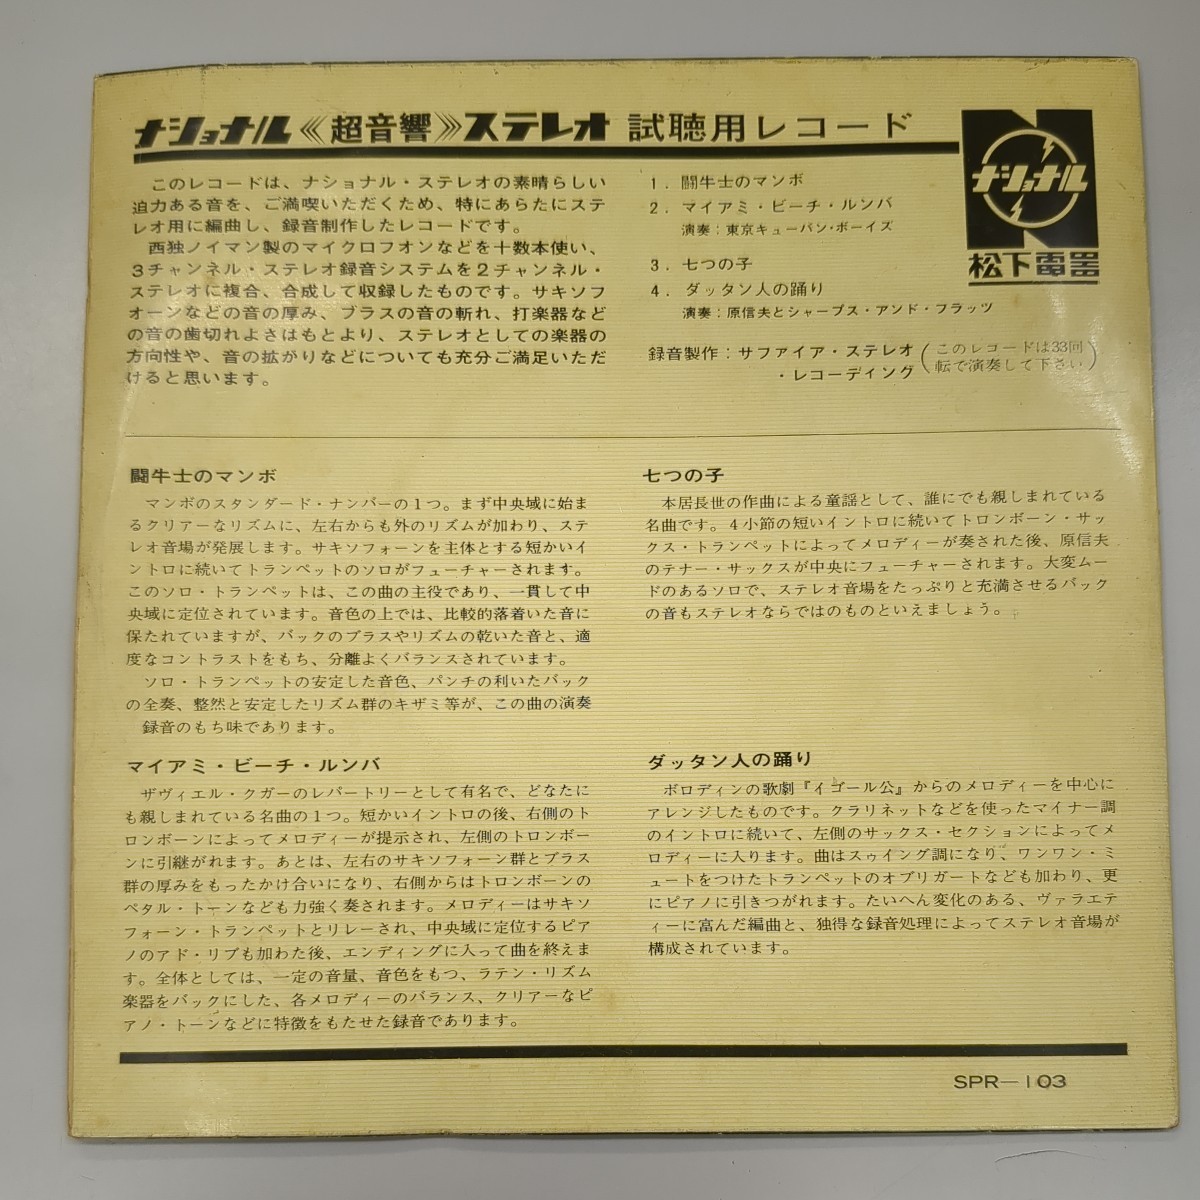 ナショナル《超音響》ステレオ 試聴用レコード
このレコードは、ナショナル・ステレオの素晴らしい
迫力ある音を、ご満喫いただくため、特にあらたにステ
レオ用に編曲し、録音制作したレコードです。
西独ノイマン製のマイクロフオンなどを十数本使い、
3チャンネル・ステレオ録音システムを2チャンネル・
ステレオに複合、合成して収録したものです。サキソフ
オーンなどの音の厚み、ブラスの音の斬れ、打楽器など
の音の歯切れよさはもとより、ステレオとしての楽器の
方向性や、音の拡がりなどについても充分ご満足いただ
けると思います。
1．闘牛士のマンボ
2．マイアミ・ビーチ・ルンバ
演奏：東京キューバン・ボーイズ
3．七つの子
4．ダッタン人の踊り
演奏：原信夫とシャープス・アンド・フラッツ
録音製作：サファイア・ステレオ
・レコーディング
(このレコードは33回
転で演奏して下さい)
ナショナル
松下電器
闘牛士のマンボ
マンボのスタンダード・ナンバーの1つ。まず中央域に始ま
るクリアーなリズムに、左右からも外のリズムが加わり、ステ
レオ音場が発展します。サキソフォーンを主体とする短かいイ
ントロに続いてトランペットのソロがフューチャーされます。
このソロ・トランペットは、この曲の主役であり、一貫して中
央域に定位されています。音色の上では、比較的落着いた音に
保たれていますが、バックのブラスやリズムの乾いた音と、適
度なコントラストをもち、分離よくバランスされています。
ソロ・トランペットの安定した音色、パンチの利いたバック
の全奏、整然と安定したリズム群のキザミ等が、この曲の演奏
録音のもち味であります。
マイアミ・ビーチ・ルンバ
ザヴィエル・クガーのレパートリーとして有名で、どなたに
も親しまれている名曲の1つ。短かいイントロの後、右側のト
ロンボーンによってメロディーが提示され、左側のトロンボー
ンに引継がれます。あとは、左右のサキソフォーン群とブラス
群の厚みをもったかけ合いになり、右側からはトロンボーンの
ペタル・トーンなども力強く奏されます。メロディーはサキソ
フォーン・トランペットとリレーされ、中央域に定位するピア
ノのアド・リブも加わた後、エンディングに入って曲を終えま
す。全体としては、一定の音量、音色をもつ、ラテン・リズム
楽器をバックにした、各メロディーのバランス、クリアーなピ
アノ・トーンなどに特徴をもたせた録音であります。
七つの子
本居長世の作曲による童謡として、誰にでも親しまれている
名曲です。4小節の短いイントロに続いてトロンボーン・サッ
クス・トランペットによってメロディーが奏された後、原信夫
のテナー・サックスが中央にフューチャーされます。大変ムー
ドのあるソロで、ステレオ音場をたっぷりと充満させるバック
の音もステレオならではのものといえましょう。
ダッタン人の踊り
ボロディンの歌劇『イゴール公』からのメロディーを中心に
アレンジしたものです。クラリネットなどを使ったマイナー調
のイントロに続いて、左側のサックス・セクションによってメ
ロディーに入ります。曲はスゥイング調になり、ワンワン・ミ
ュートをつけたトランペットのオブリガートなども加わり、更
にピアノに引きつがれます。たいへん変化のある、ヴァラエテ
ィーに富んだ編曲と、独得な録音処理によってステレオ音場が
構成されています。
SPR－103